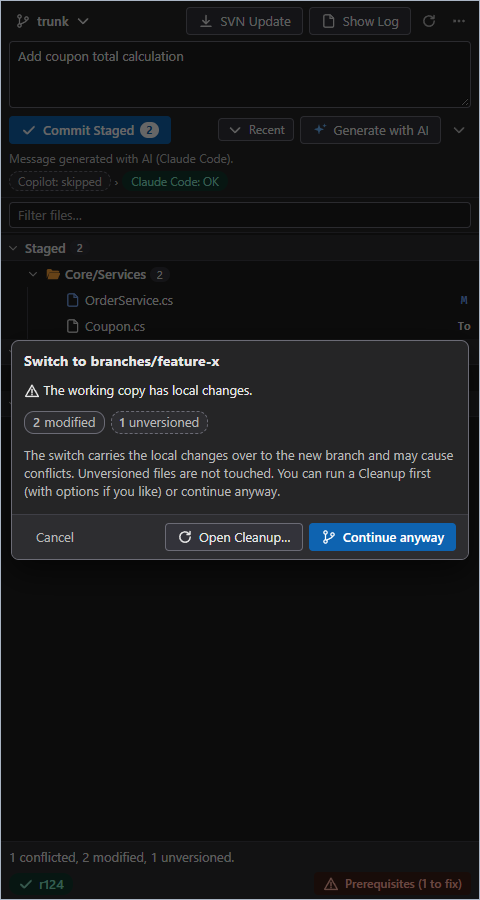 trunk
SVN Update
Show Log
Add coupon total calculation
Commit Staged 2
Recent
Generate with AI
Message generated with AI (Claude Code).
Copilot: skipped › Claude Code: OK
Filter files...
Staged 2
Core/Services 2
OrderService.cs M
Coupon.cs To
Switch to branches/feature-x
The working copy has local changes.
2 modified
1 unversioned
The switch carries the local changes over to the new branch and may cause
conflicts. Unversioned files are not touched. You can run a Cleanup first
(with options if you like) or continue anyway.
Cancel
Open Cleanup...
Continue anyway
1 conflicted, 2 modified, 1 unversioned.
r124
Prerequisites (1 to fix)